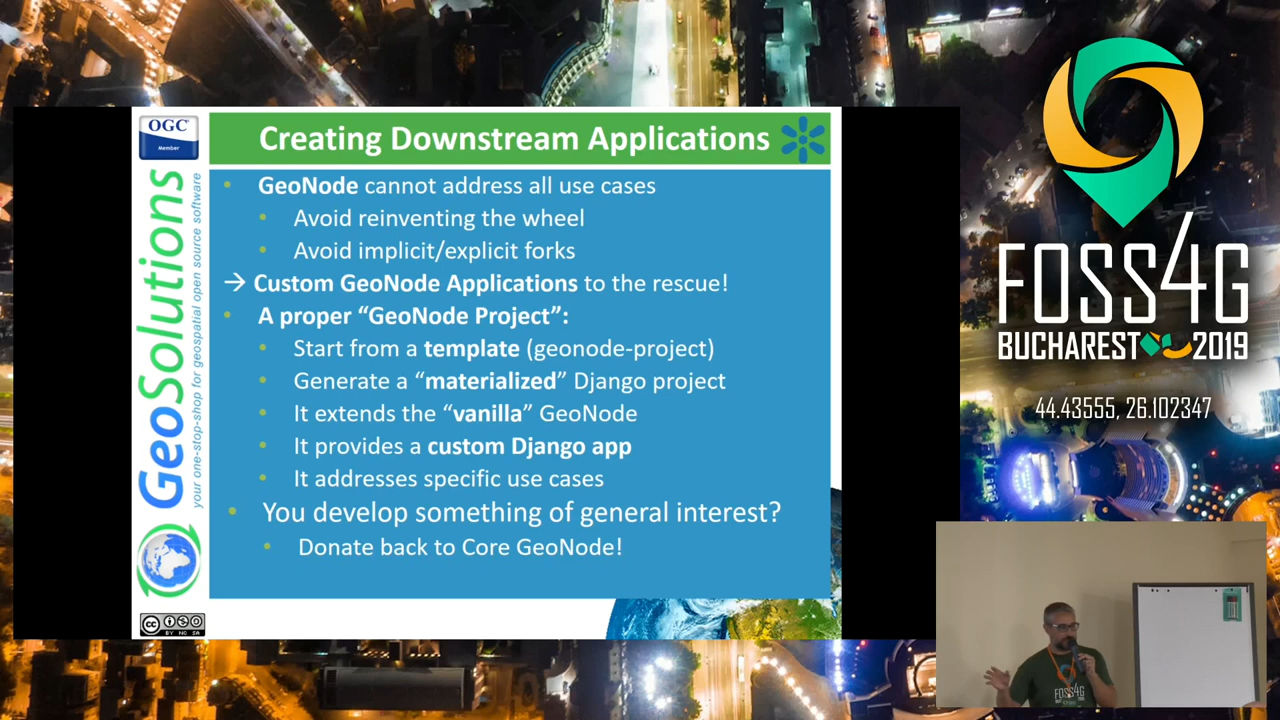 OGC
Member
GeoSolutions
your one-stop-shop for geospatial open source software
Creating Downstream Applications
• GeoNode cannot address all use cases
• Avoid reinventing the wheel
• Avoid implicit/explicit forks
→ Custom GeoNode Applications to the rescue!
• A proper “GeoNode Project”:
• Start from a template (geonode-project)
• Generate a “materialized” Django project
• It extends the “vanilla” GeoNode
• It provides a custom Django app
• It addresses specific use cases
• You develop something of general interest?
• Donate back to Core GeoNode!
CC
BY NC SA
FOSS4G
BUCHAREST 2019
44.43555, 26.102347
FOSS4G